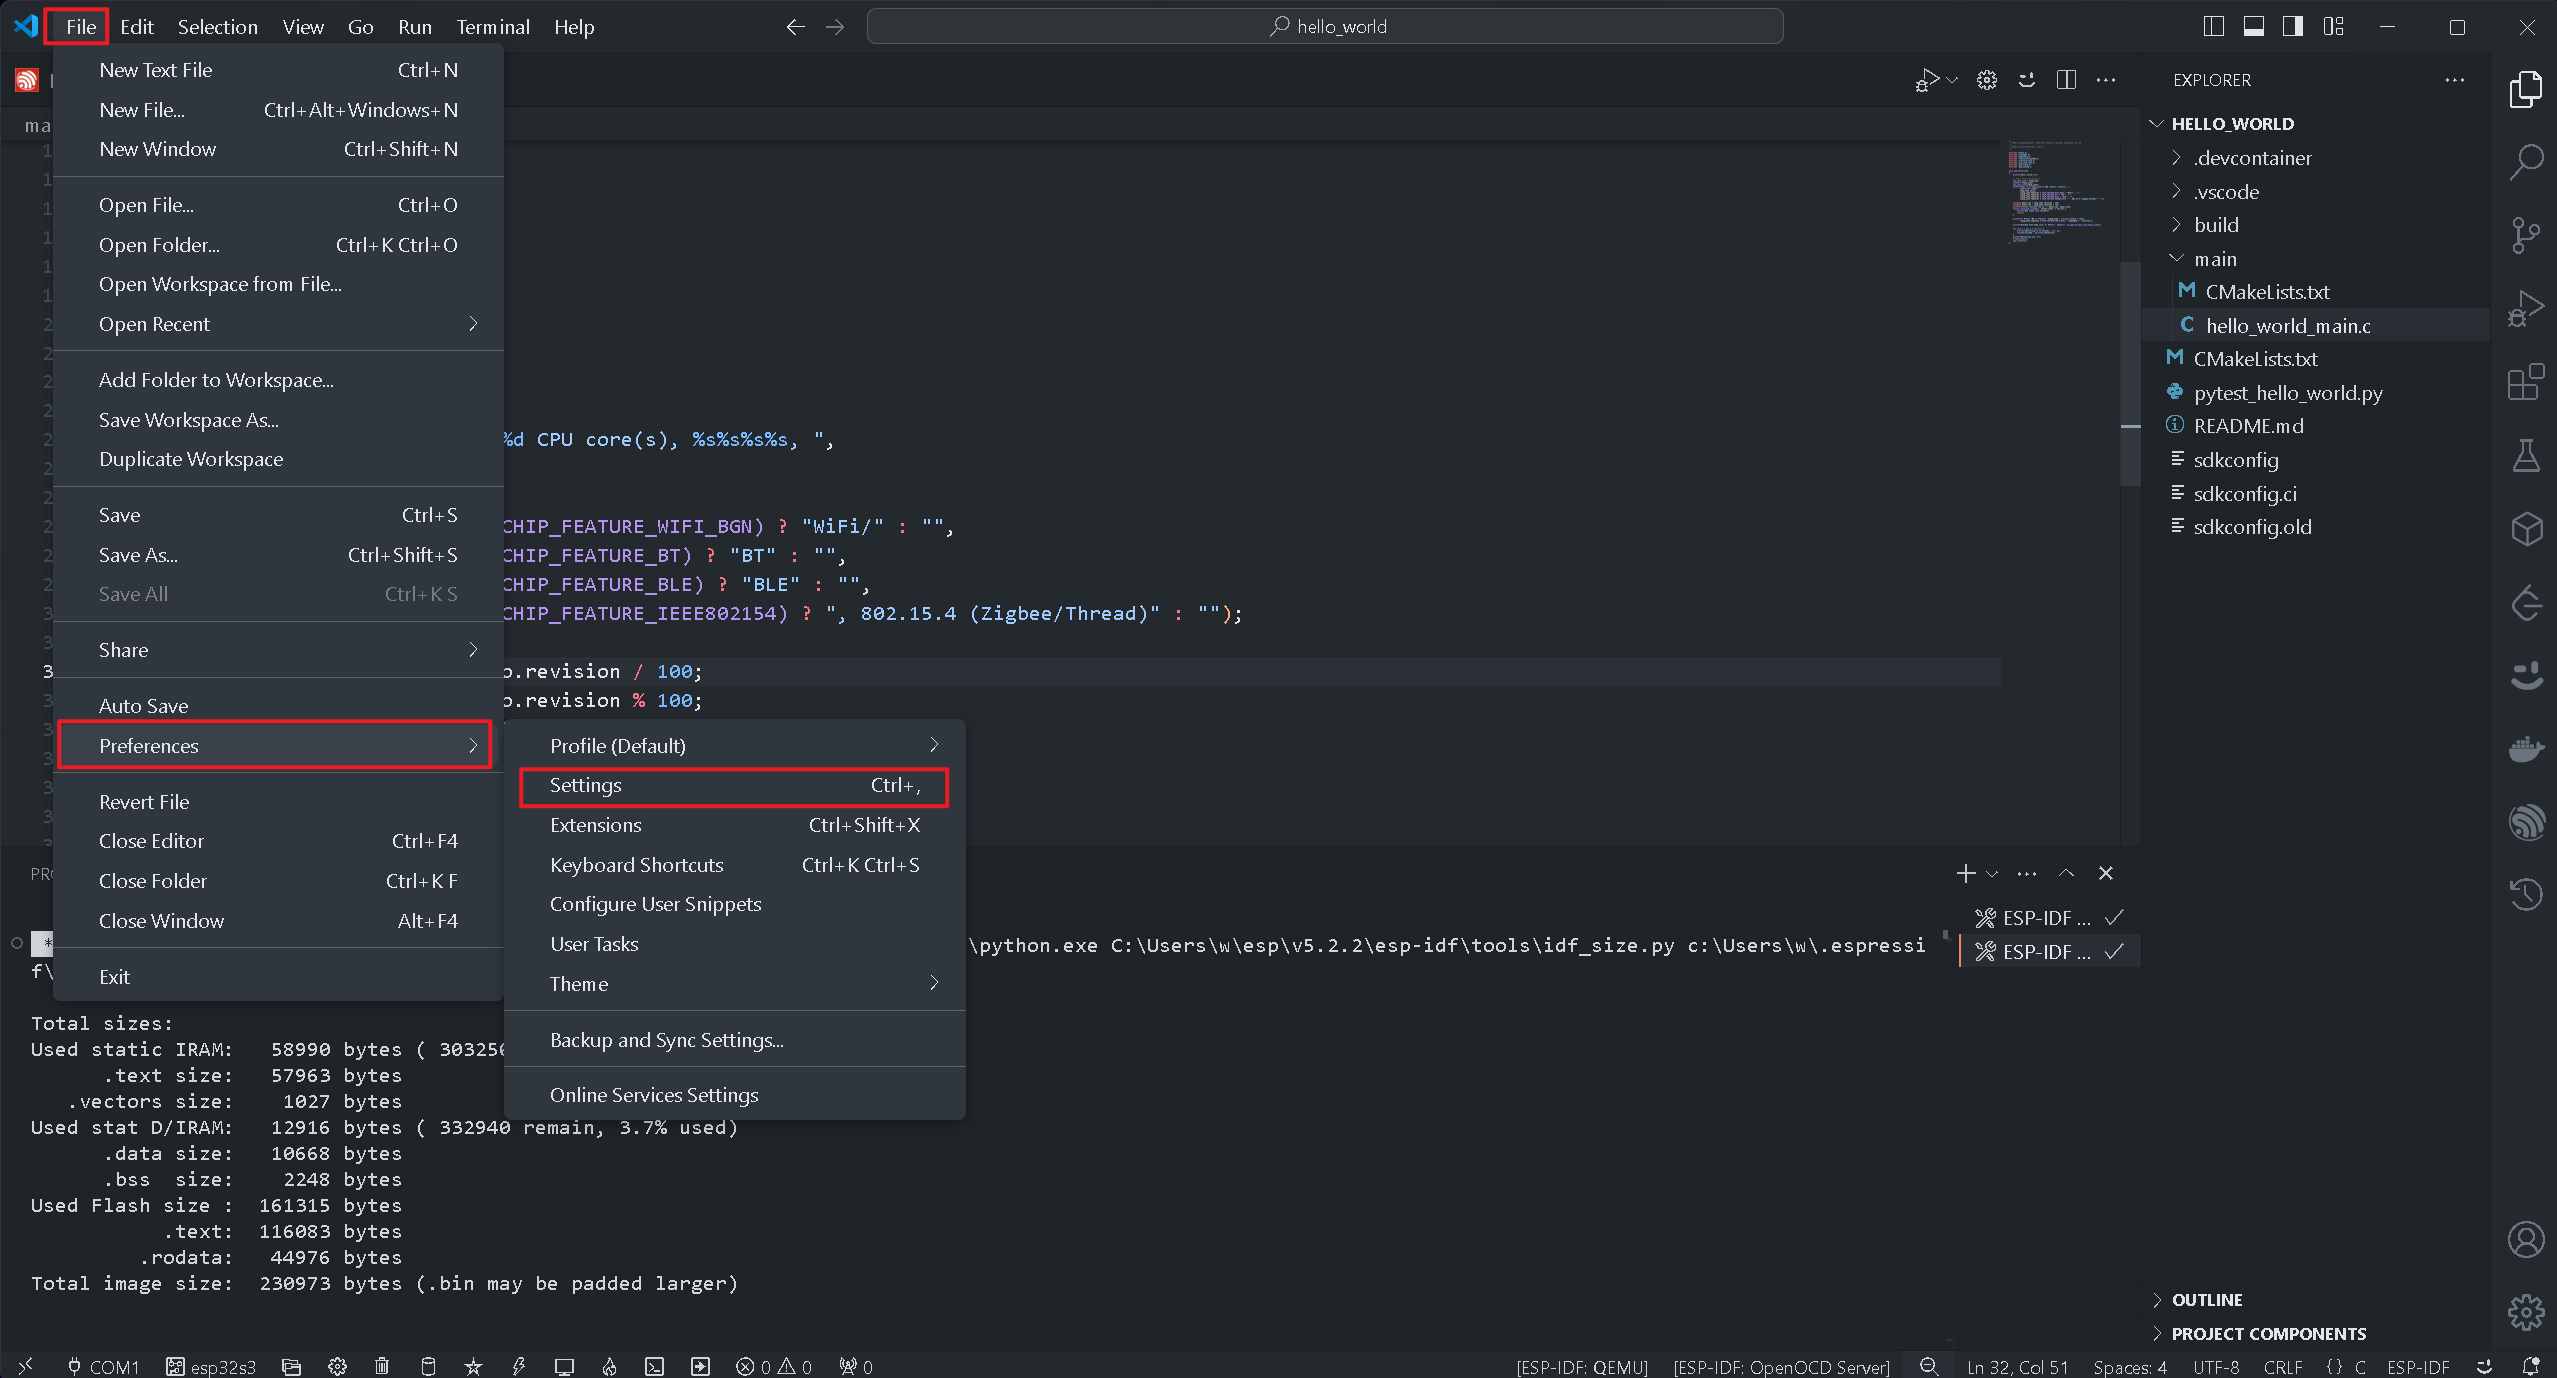 File Edit Selection View Go Run Terminal Help
hello_world
New Text File Ctrl+N
New File... Ctrl+Alt+Windows+N
New Window Ctrl+Shift+N
Open File... Ctrl+O
Open Folder... Ctrl+K Ctrl+O
Open Workspace from File...
Open Recent
Add Folder to Workspace...
Save Workspace As...
Duplicate Workspace
Save Ctrl+S
Save As... Ctrl+Shift+S
Save All Ctrl+K S
Share
Auto Save
Preferences
Revert File
Close Editor Ctrl+F4
Close Folder Ctrl+K F
Close Window Alt+F4
Exit
Profile (Default)
Settings Ctrl+,
Extensions Ctrl+Shift+X
Keyboard Shortcuts Ctrl+K Ctrl+S
Configure User Snippets
User Tasks
Theme
Backup and Sync Settings...
Online Services Settings
ma
%d CPU core(s), %s%s%s%s, ",
CHIP_FEATURE_WIFI_BGN) ? "WiFi/" : "",
CHIP_FEATURE_BT) ? "BT" : "",
CHIP_FEATURE_BLE) ? "BLE" : "",
CHIP_FEATURE_IEEE802154) ? ", 802.15.4 (Zigbee/Thread)" : "");
o.revision / 100;
o.revision % 100;
PRO
*
\python.exe C:\Users\w\esp\v5.2.2\esp-idf\tools\idf_size.py c:\Users\w\.espressi
f\
Total sizes:
Used static IRAM: 58990 bytes ( 303256
.text size: 57963 bytes
.vectors size: 1027 bytes
Used stat D/IRAM: 12916 bytes ( 332940 remain, 3.7% used)
.data size: 10668 bytes
.bss size: 2248 bytes
Used Flash size : 161315 bytes
.text: 116083 bytes
.rodata: 44976 bytes
Total image size: 230973 bytes (.bin may be padded larger)
ESP-IDF ...
ESP-IDF ...
EXPLORER
HELLO_WORLD
.devcontainer
.vscode
build
main
CMakeLists.txt
C hello_world_main.c
CMakeLists.txt
pytest_hello_world.py
README.md
sdkconfig
sdkconfig.ci
sdkconfig.old
OUTLINE
PROJECT COMPONENTS
COM1 esp32s3 0 0 0 [ESP-IDF: QEMU] [ESP-IDF: OpenOCD Server] Ln 32, Col 51 Spaces: 4 UTF-8 CRLF {} C ESP-IDF